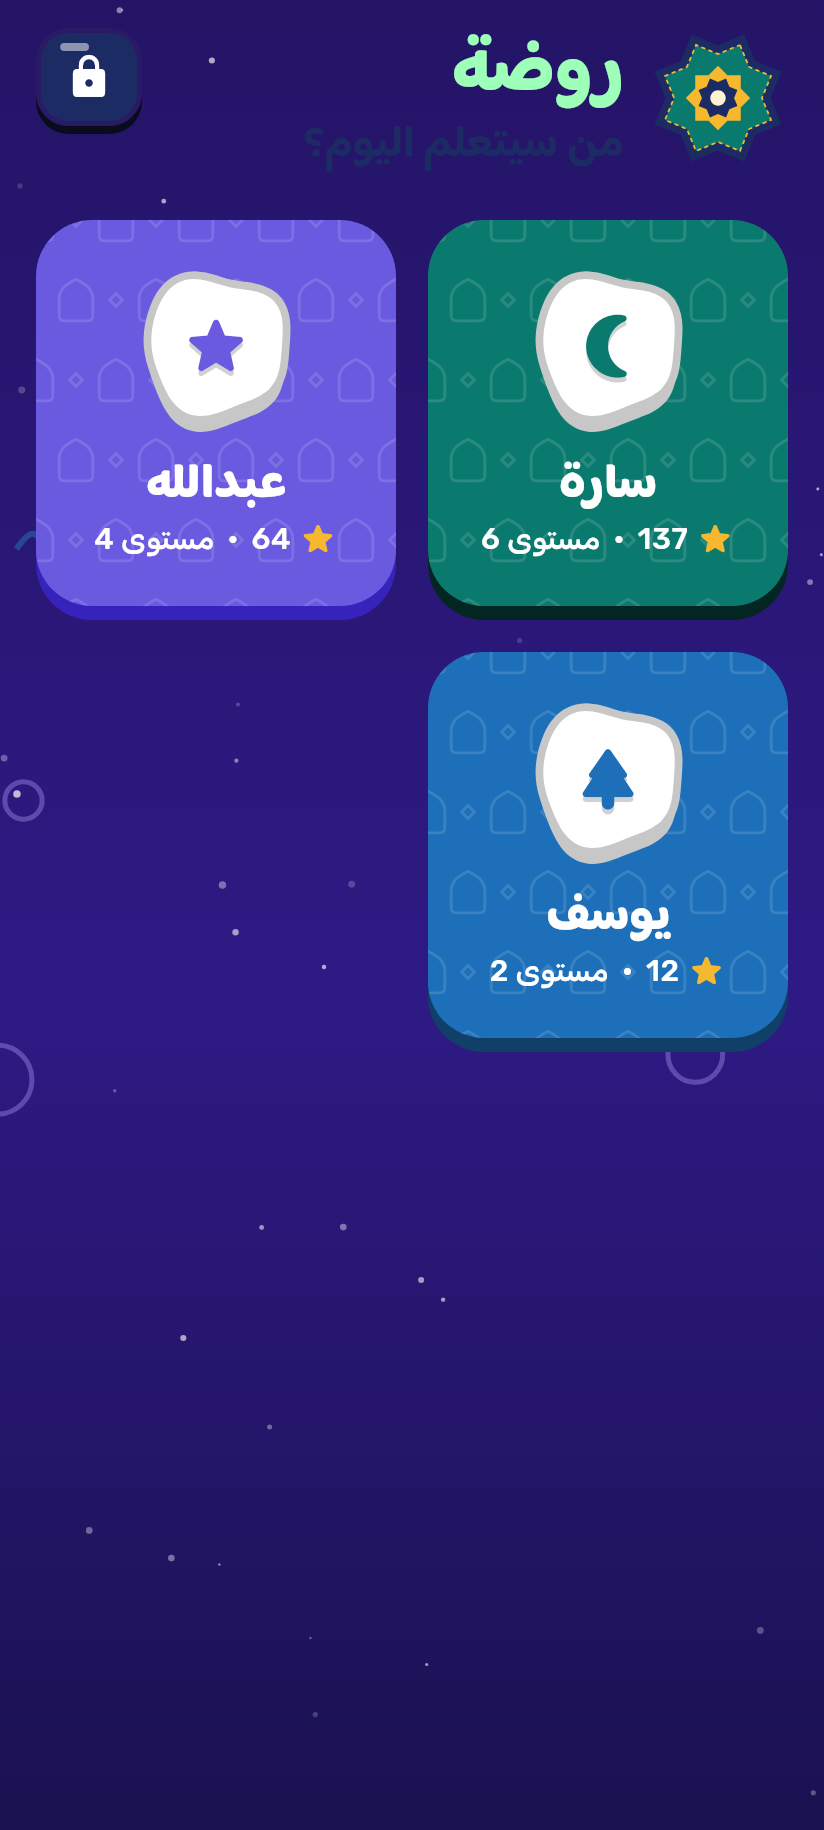 روضة
من سيتعلم اليوم؟
سارة
137 • مستوى 6
عبدالله
64 • مستوى 4
يوسف
12 • مستوى 2